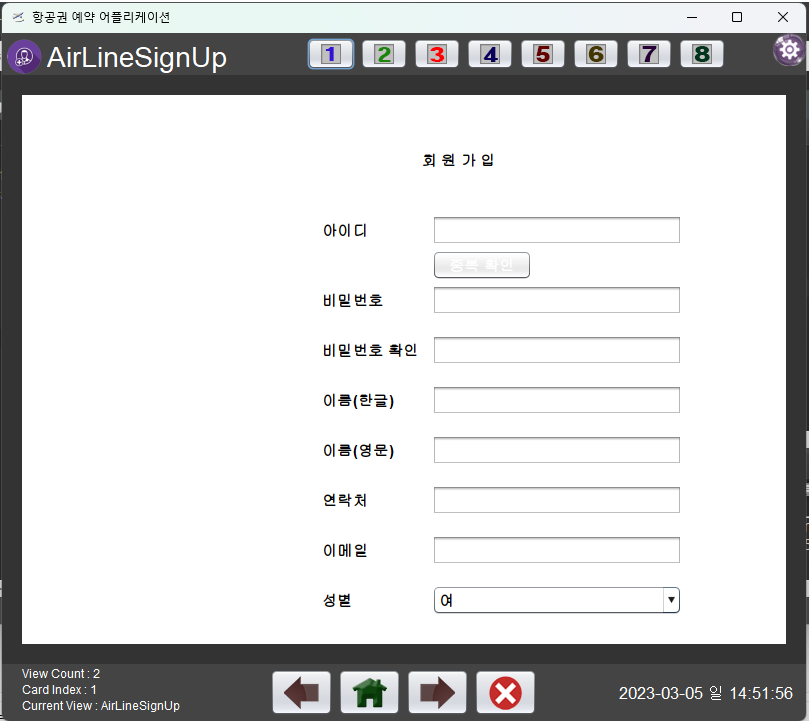 항공권 예약 어플리케이션
AirLineSignUp
1 2 3 4 5 6 7 8
회 원 가 입
아이디
중복 확인
비밀번호
비밀번호 확인
이름(한글)
이름(영문)
연락처
이메일
성별 여
View Count : 2
Card Index : 1
Current View : AirLineSignUp
2023-03-05 일 14:51:56